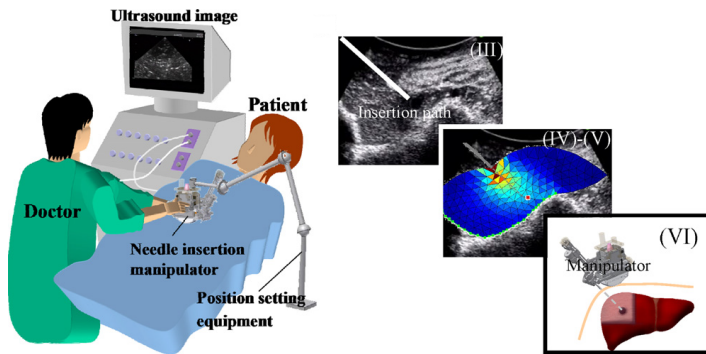 Ultrasound image
Patient
Doctor
Needle insertion
manipulator
Position setting
equipment
(III)
Insertion path
(IV)-(V)
(VI)
Manipulator